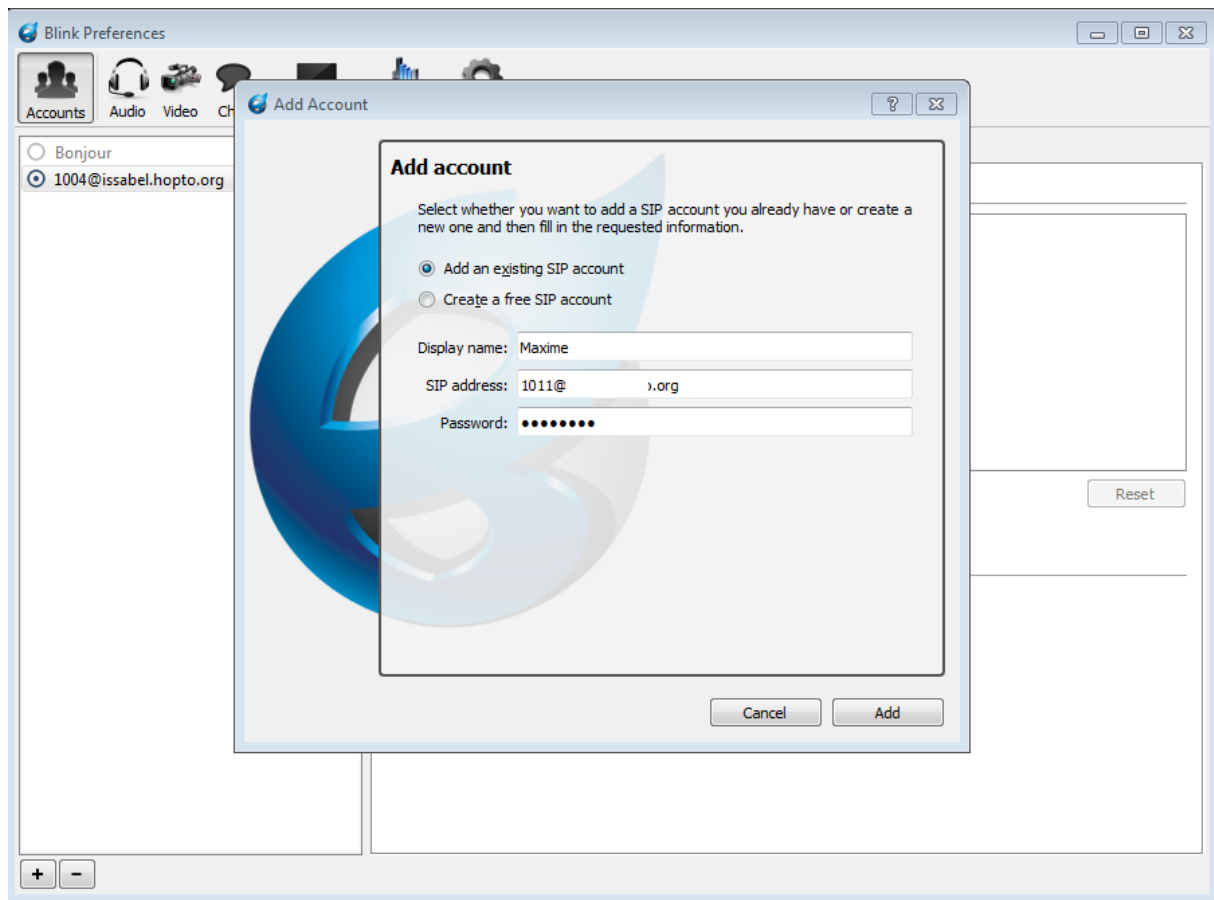 Blink Preferences
Accounts
Audio
Video
Add Account
Bonjour
1004@issabel.hopto.org
Add account
Select whether you want to add a SIP account you already have or create a
new one and then fill in the requested information.
Add an existing SIP account
Create a free SIP account
Display name: Maxime
SIP address: 1011@ .org
Password: ••••••••
Reset
Cancel
Add